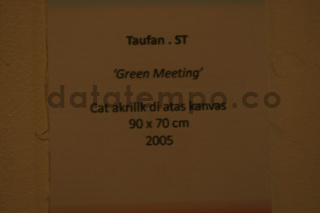 Taufan . ST
‘Green Meeting’
datatempo.co
Cat akrilik di atas kanvas
90 x 70 cm
2005